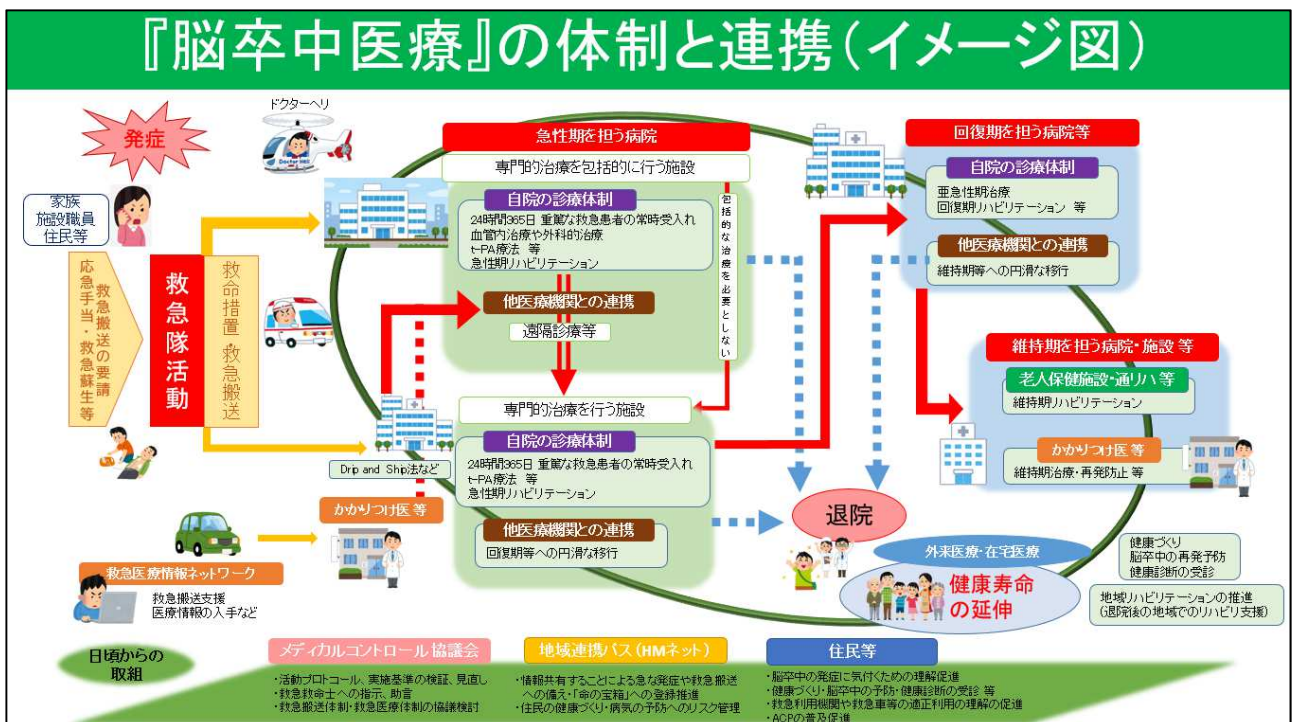 『脳卒中医療』の体制と連携(イメージ図)
発症
ドクターヘリ
Doctor Heli
家族
施設職員
住民等
救急搬送の要請
応急手当・救急蘇生等
救急隊活動
救命措置・救急搬送
急性期を担う病院
専門的治療を包括的に行う施設
自院の診療体制
24時間365日 重篤な救急患者の常時受入れ
血管内治療や外科的治療
t-PA療法 等
急性期リハビリテーション
他医療機関との連携
遠隔診療等
包括的な治療を必要としない
専門的治療を行う施設
自院の診療体制
24時間365日 重篤な救急患者の常時受入れ
t-PA療法 等
急性期リハビリテーション
他医療機関との連携
回復期等への円滑な移行
Drip and Ship法など
かかりつけ医 等
救急医療情報ネットワーク
救急搬送支援
医療情報の入手など
回復期を担う病院等
自院の診療体制
亜急性期治療
回復期リハビリテーション 等
他医療機関との連携
維持期等への円滑な移行
維持期を担う病院・施設 等
老人保健施設・通リハ 等
維持期リハビリテーション
かかりつけ医 等
維持期治療・再発防止 等
退院
外来医療・在宅医療
健康寿命
の延伸
健康づくり
脳卒中の再発予防
健康診断の受診
地域リハビリテーションの推進
(退院後の地域でのリハビリ支援)
日頃からの
取組
メディカルコントロール協議会
・活動プロトコール、実施基準の検証、見直し
・救急救命士への指示、助言
・救急搬送体制・救急医療体制の協議検討
地域連携パス(HMネット)
・情報共有することによる急な発症や救急搬送
への備え・「命の宝箱」への登録推進
・住民の健康づくり・病気の予防へのリスク管理
住民等
・脳卒中の発症に気付くための理解促進
・健康づくり・脳卒中の予防・健康診断の受診 等
・救急利用機関や救急車等の適正利用の理解の促進
・ACPの普及促進